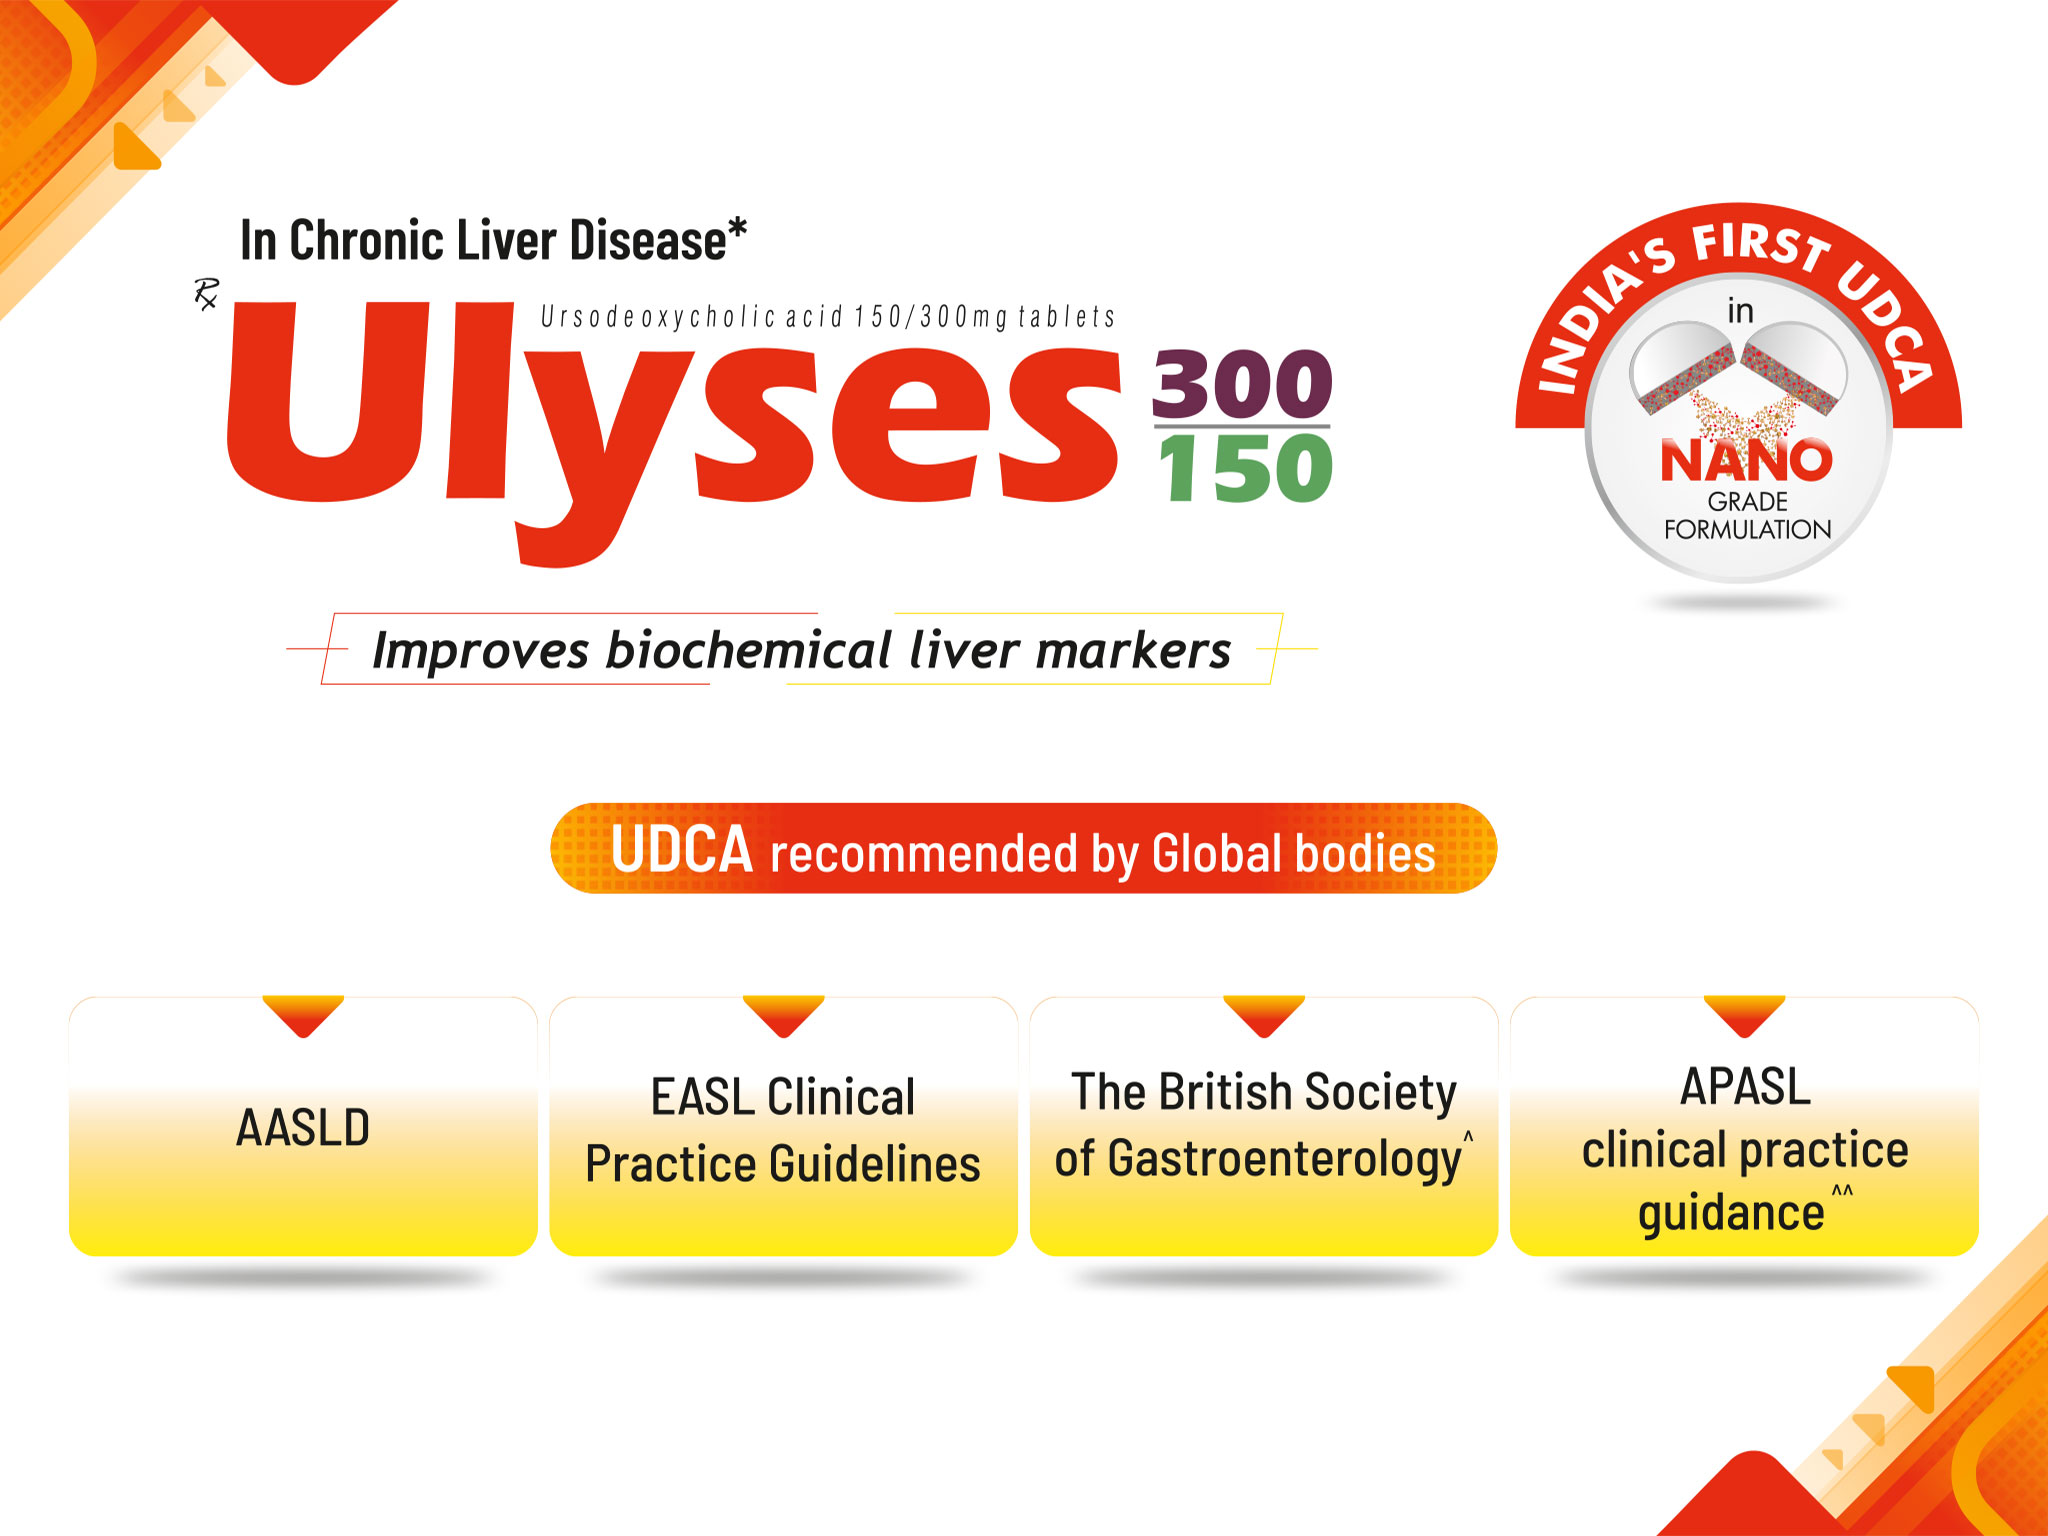 In Chronic Liver Disease*
Rx
Ursodeoxycholic acid 150/300mg tablets
Ulyses
300
150
Improves biochemical liver markers
INDIA'S FIRST UDCA
in
NANO
GRADE
FORMULATION
UDCA recommended by Global bodies
AASLD
EASL Clinical
Practice Guidelines
The British Society
of Gastroenterology^
APASL
clinical practice
guidance^^